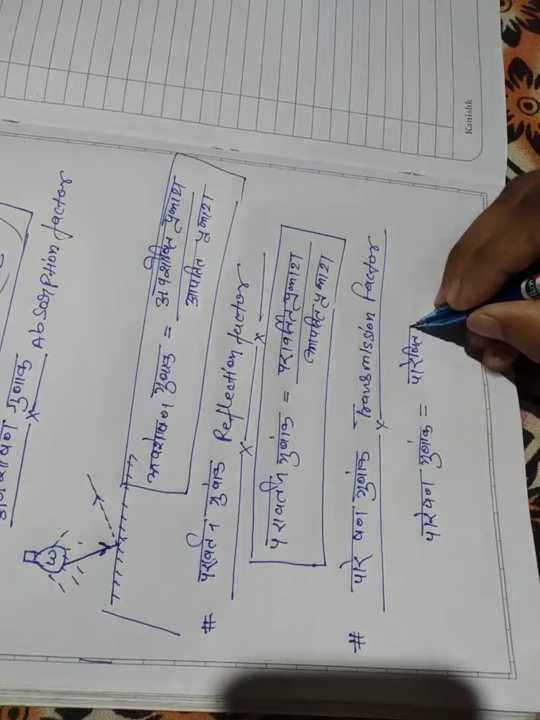 अवशोषण गुणांक Absorption factor
अवशोषण गुणांक = अवशोषित प्रकाश
आपतित प्रकाश
# परावर्तन गुणांक Reflection factor
परावर्तन गुणांक = परावर्तित प्रकाश
आपतित प्रकाश
# पारे षण गुणांक Transmission factor
पारेषण गुणांक = पारेषित
Kanishk